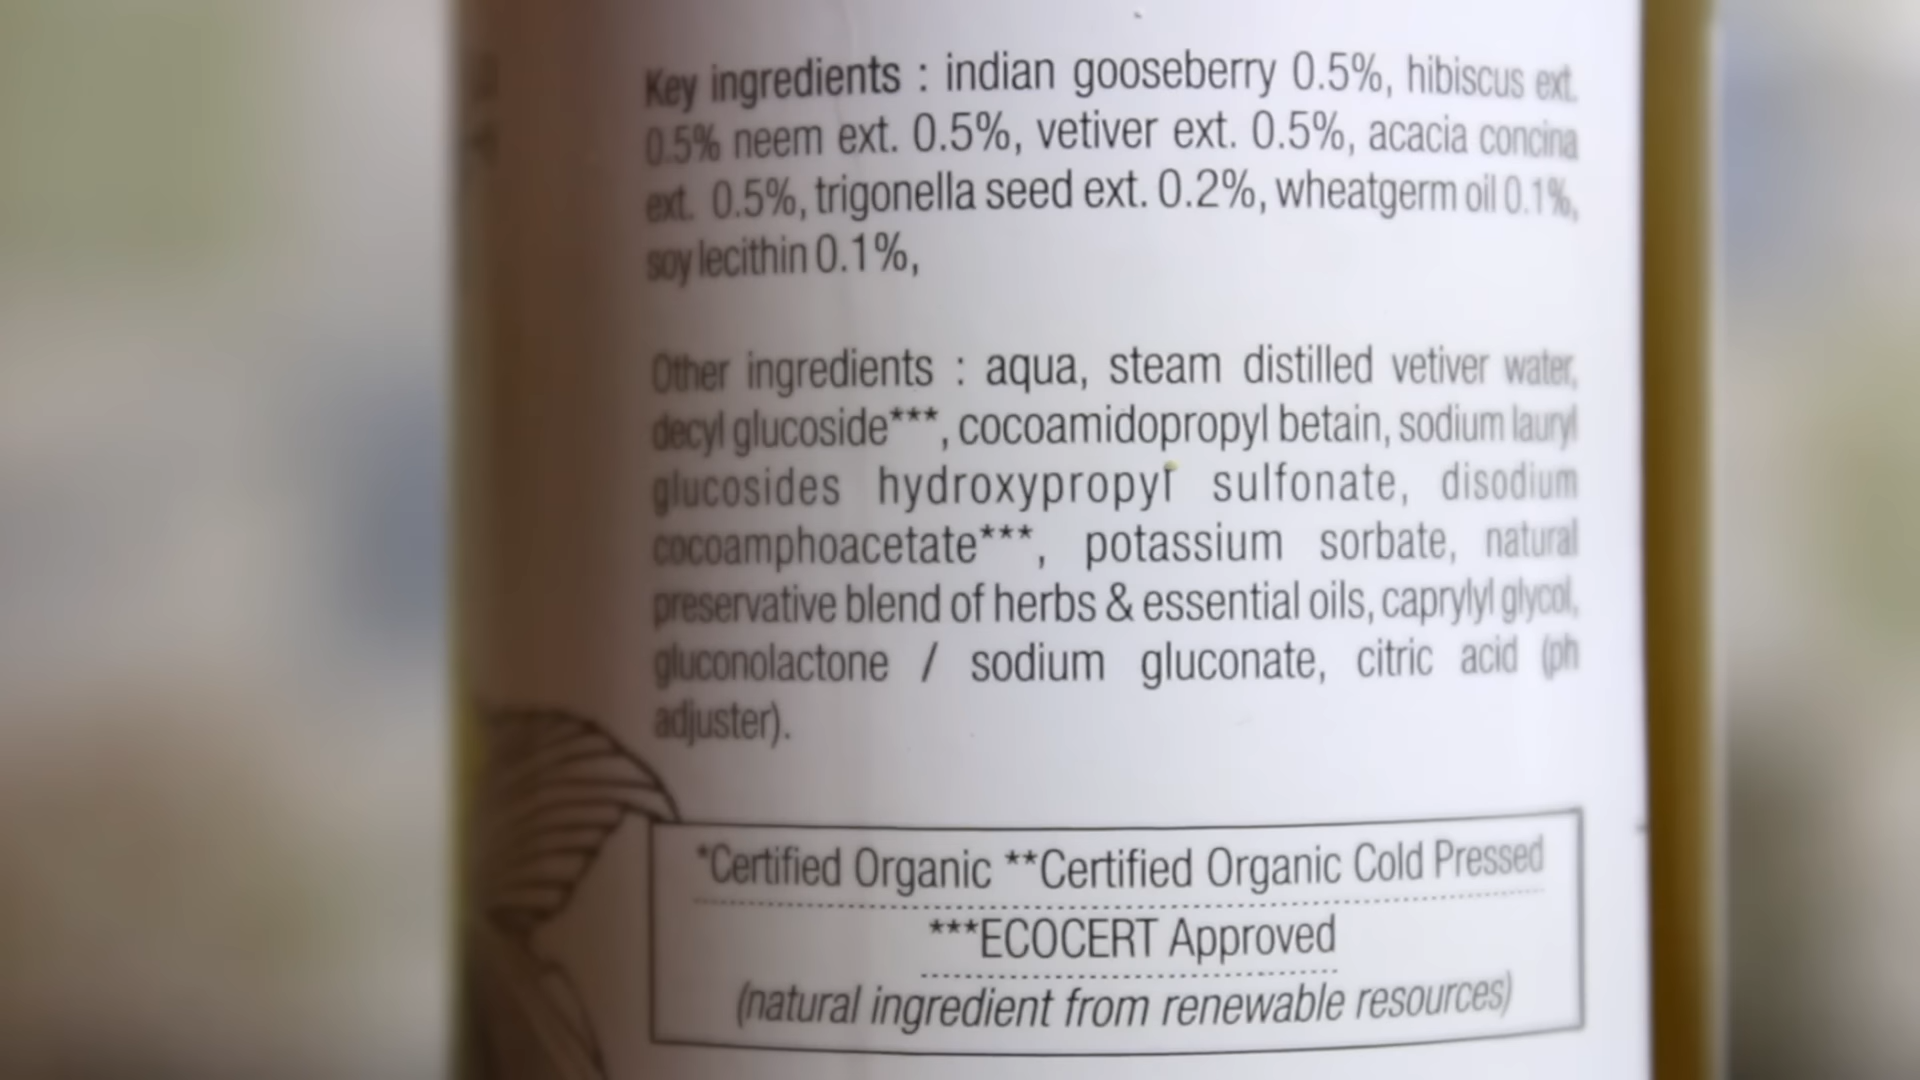 Key ingredients : indian gooseberry 0.5%, hibiscus ext.
0.5% neem ext. 0.5%, vetiver ext. 0.5%, acacia concina
ext. 0.5%, trigonella seed ext. 0.2%, wheatgerm oil 0.1%,
soy lecithin 0.1%,
Other ingredients : aqua, steam distilled vetiver water,
decyl glucoside***, cocoamidopropyl betain, sodium lauryl
glucosides hydroxypropyl sulfonate, disodium
cocoamphoacetate***, potassium sorbate, natural
preservative blend of herbs & essential oils, caprylyl glycol,
gluconolactone / sodium gluconate, citric acid (ph
adjuster).
*Certified Organic **Certified Organic Cold Pressed
***ECOCERT Approved
(natural ingredient from renewable resources)